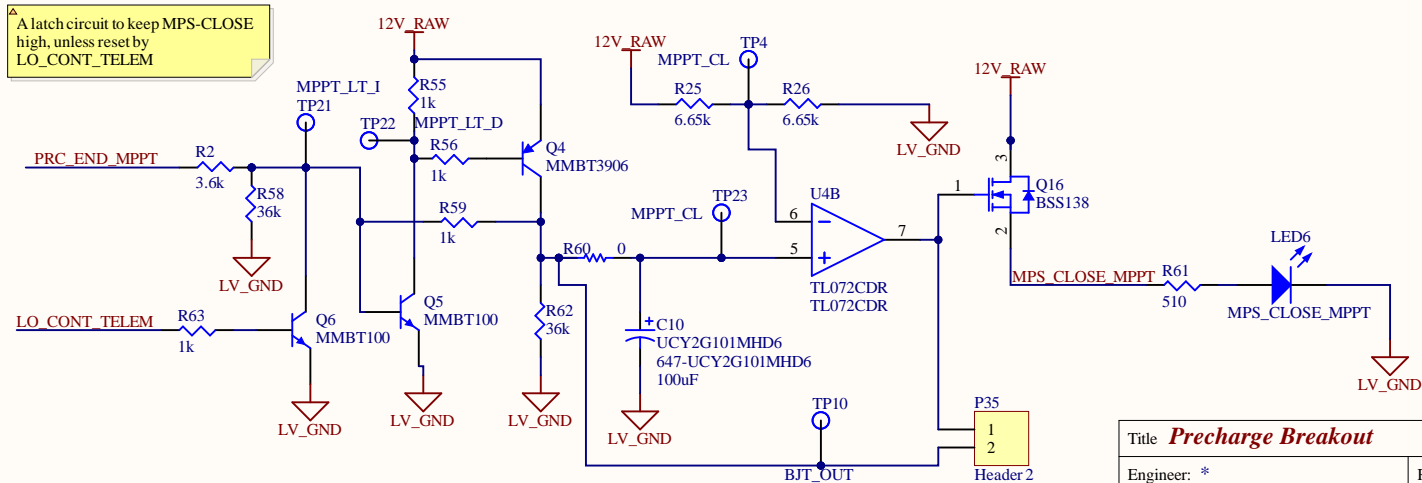 A latch circuit to keep MPS-CLOSE
high, unless reset by
LO_CONT_TELEM
12V_RAW
MPPT_LT_I
TP21
R55
1k
TP22
MPPT_LT_D
R56
1k
Q4
MMBT3906
PRC_END_MPPT
R2
3.6k
R58
36k
LV_GND
R59
1k
LO_CONT_TELEM
R63
1k
Q6
MMBT100
LV_GND
Q5
MMBT100
LV_GND
R60
0
R62
36k
LV_GND
12V_RAW
MPPT_CL
TP4
R25
6.65k
R26
6.65k
LV_GND
TP23
MPPT_CL
U4B
6
5
7
TL072CDR
TL072CDR
C10
UCY2G101MHD6
647-UCY2G101MHD6
100uF
LV_GND
TP10
BJT_OUT
P35
1
2
Header 2
12V_RAW
3
1
2
Q16
BSS138
MPS_CLOSE_MPPT
R61
510
LED6
MPS_CLOSE_MPPT
LV_GND
Title Precharge Breakout
Engineer: *